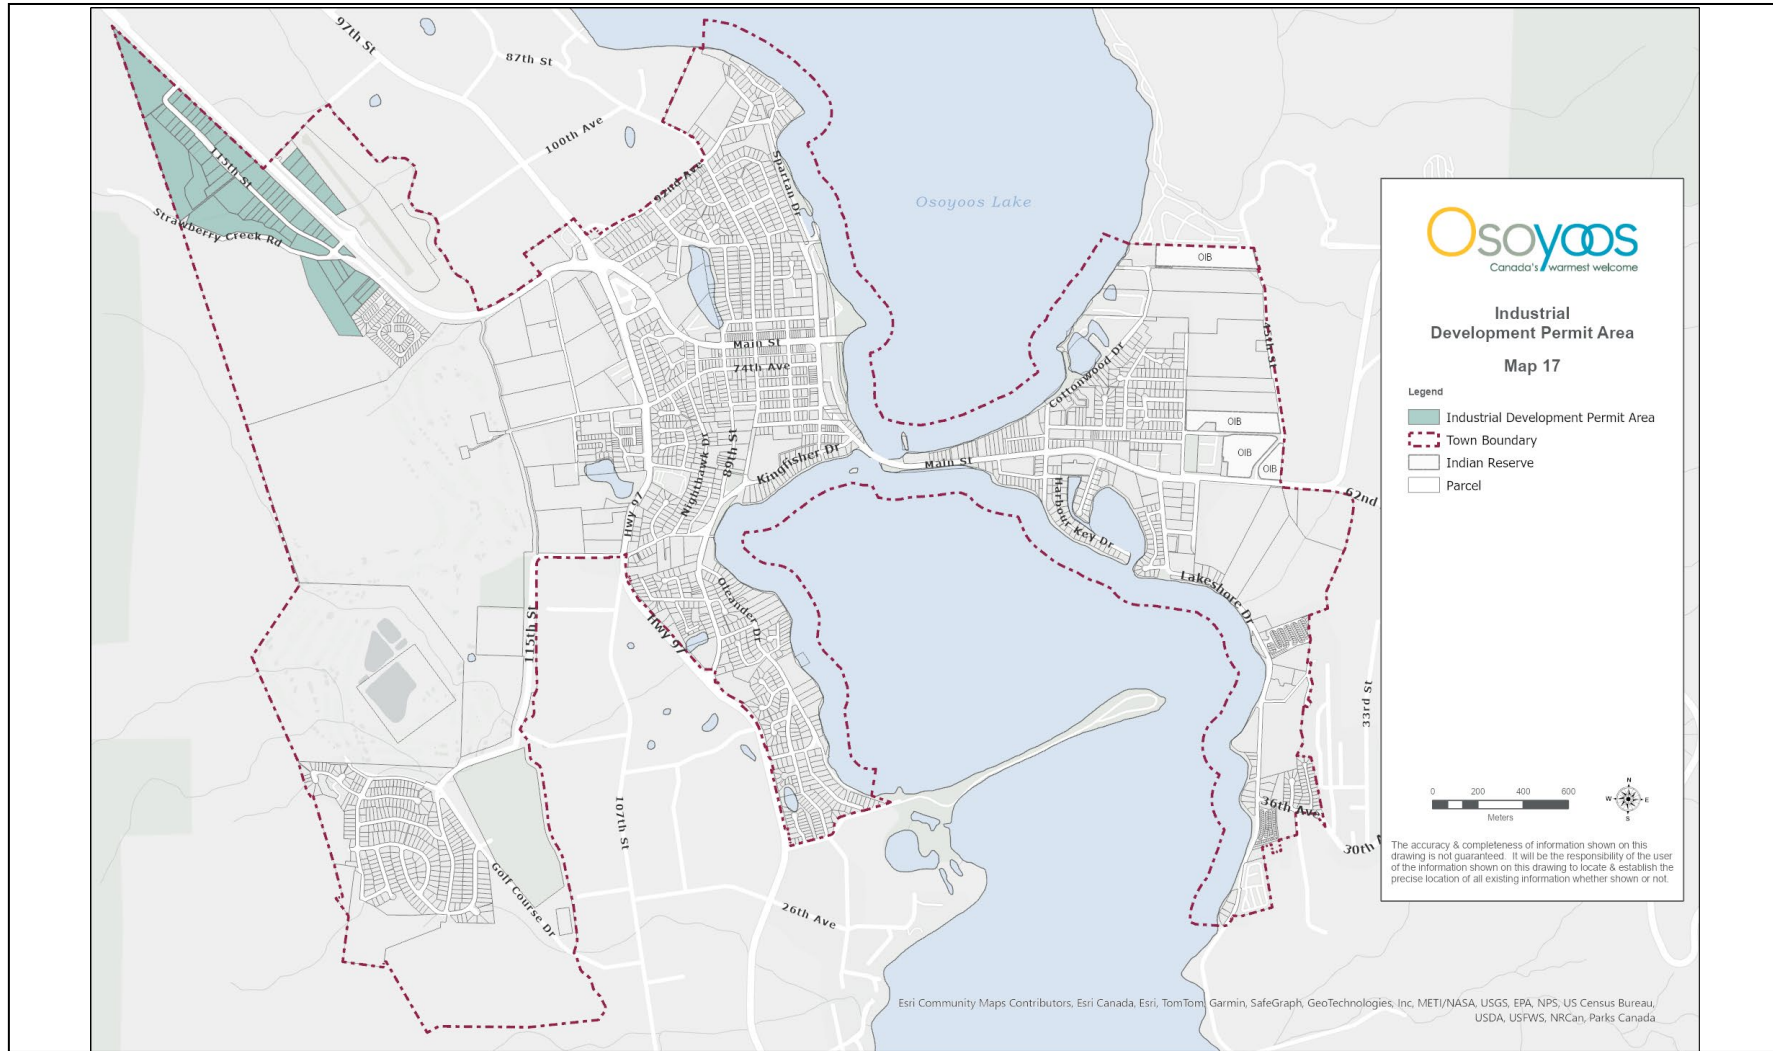 97th St
87th St
100th Ave
92nd Ave
Spartan Dr
115th St
Strawberry Creek Rd
Osoyoos Lake
OIB
45th St
Main St
74th Ave
Cottonwood Dr
OIB
OIB
OIB
Nighthawk Dr
89th St
Kingfisher Dr
Main St
Hwy 97
Harbour Key Dr
62nd
Lakeshore Dr
Oleander Dr
115th St
Hwy 97
33rd St
107th St
36th Ave
30th
Golf Course Dr
26th Ave
Osoyoos
Canada's warmest welcome
Industrial
Development Permit Area
Map 17
Legend
Industrial Development Permit Area
Town Boundary
Indian Reserve
Parcel
0 200 400 600
Meters
N
W E
S
The accuracy & completeness of information shown on this
drawing is not guaranteed. It will be the responsibility of the user
of the information shown on this drawing to locate & establish the
precise location of all existing information whether shown or not.
Esri Community Maps Contributors, Esri Canada, Esri, TomTom, Garmin, SafeGraph, GeoTechnologies, Inc, METI/NASA, USGS, EPA, NPS, US Census Bureau,
USDA, USFWS, NRCan, Parks Canada